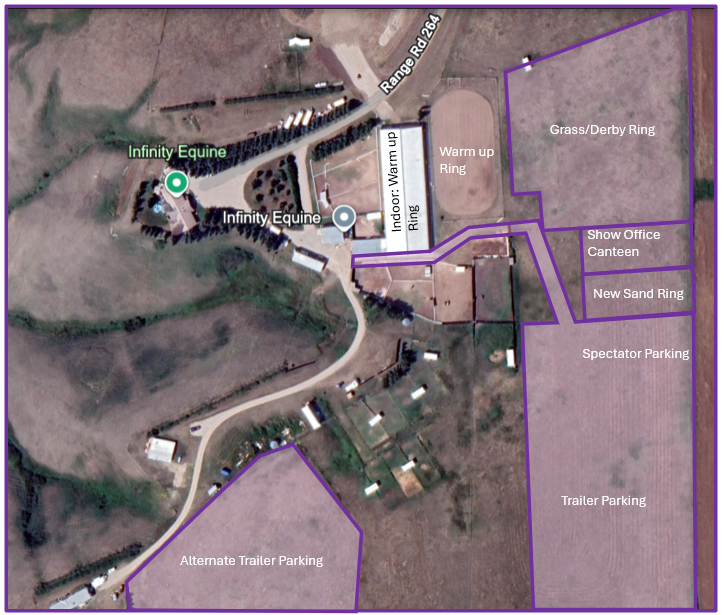 Range Rd 264
Grass/Derby Ring
Infinity Equine
Indoor: Warm up
Ring
Warm up
Ring
Infinity Equine
Show Office
Canteen
New Sand Ring
Spectator Parking
Trailer Parking
Alternate Trailer Parking